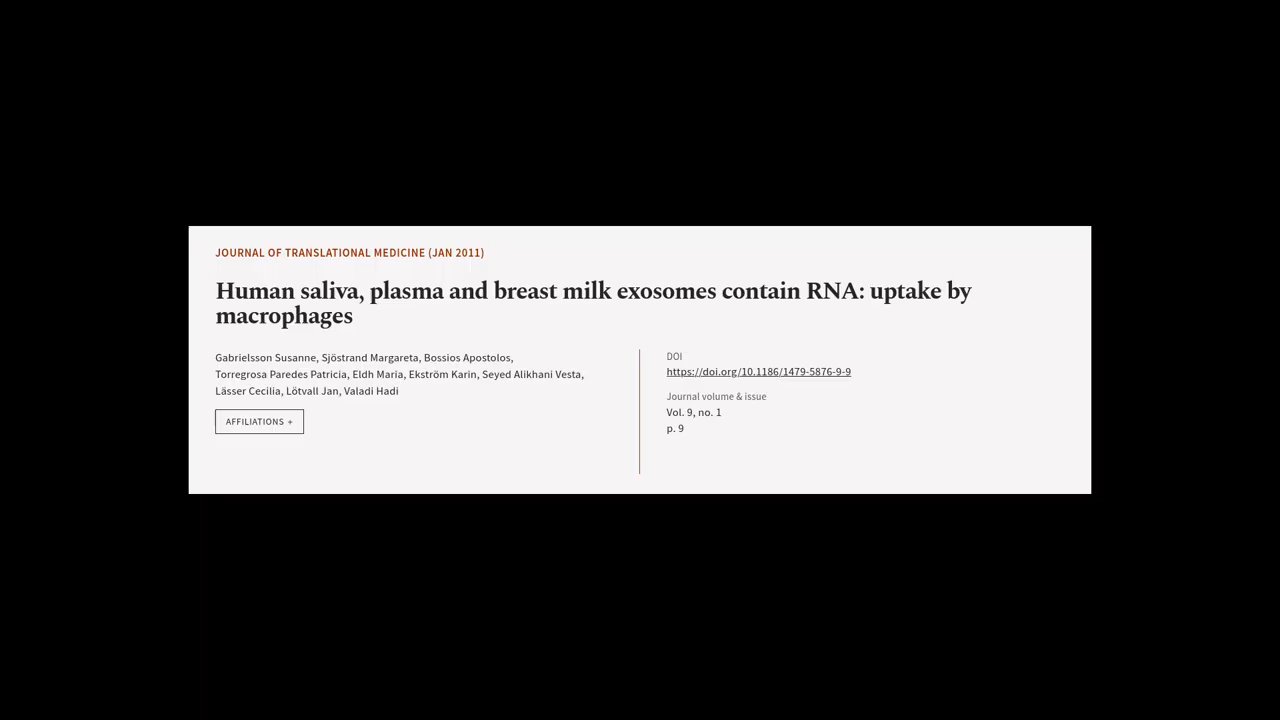 JOURNAL OF TRANSLATIONAL MEDICINE (JAN 2011)
Human saliva, plasma and breast milk exosomes contain RNA: uptake by
macrophages
Gabrielsson Susanne, Sjöstrand Margareta, Bossios Apostolos,
Torregrosa Paredes Patricia, Eldh Maria, Ekström Karin, Seyed Alikhani Vesta,
Lässer Cecilia, Lötvall Jan, Valadi Hadi
AFFILIATIONS +
DOI
https://doi.org/10.1186/1479-5876-9-9
Journal volume & issue
Vol. 9, no. 1
p. 9